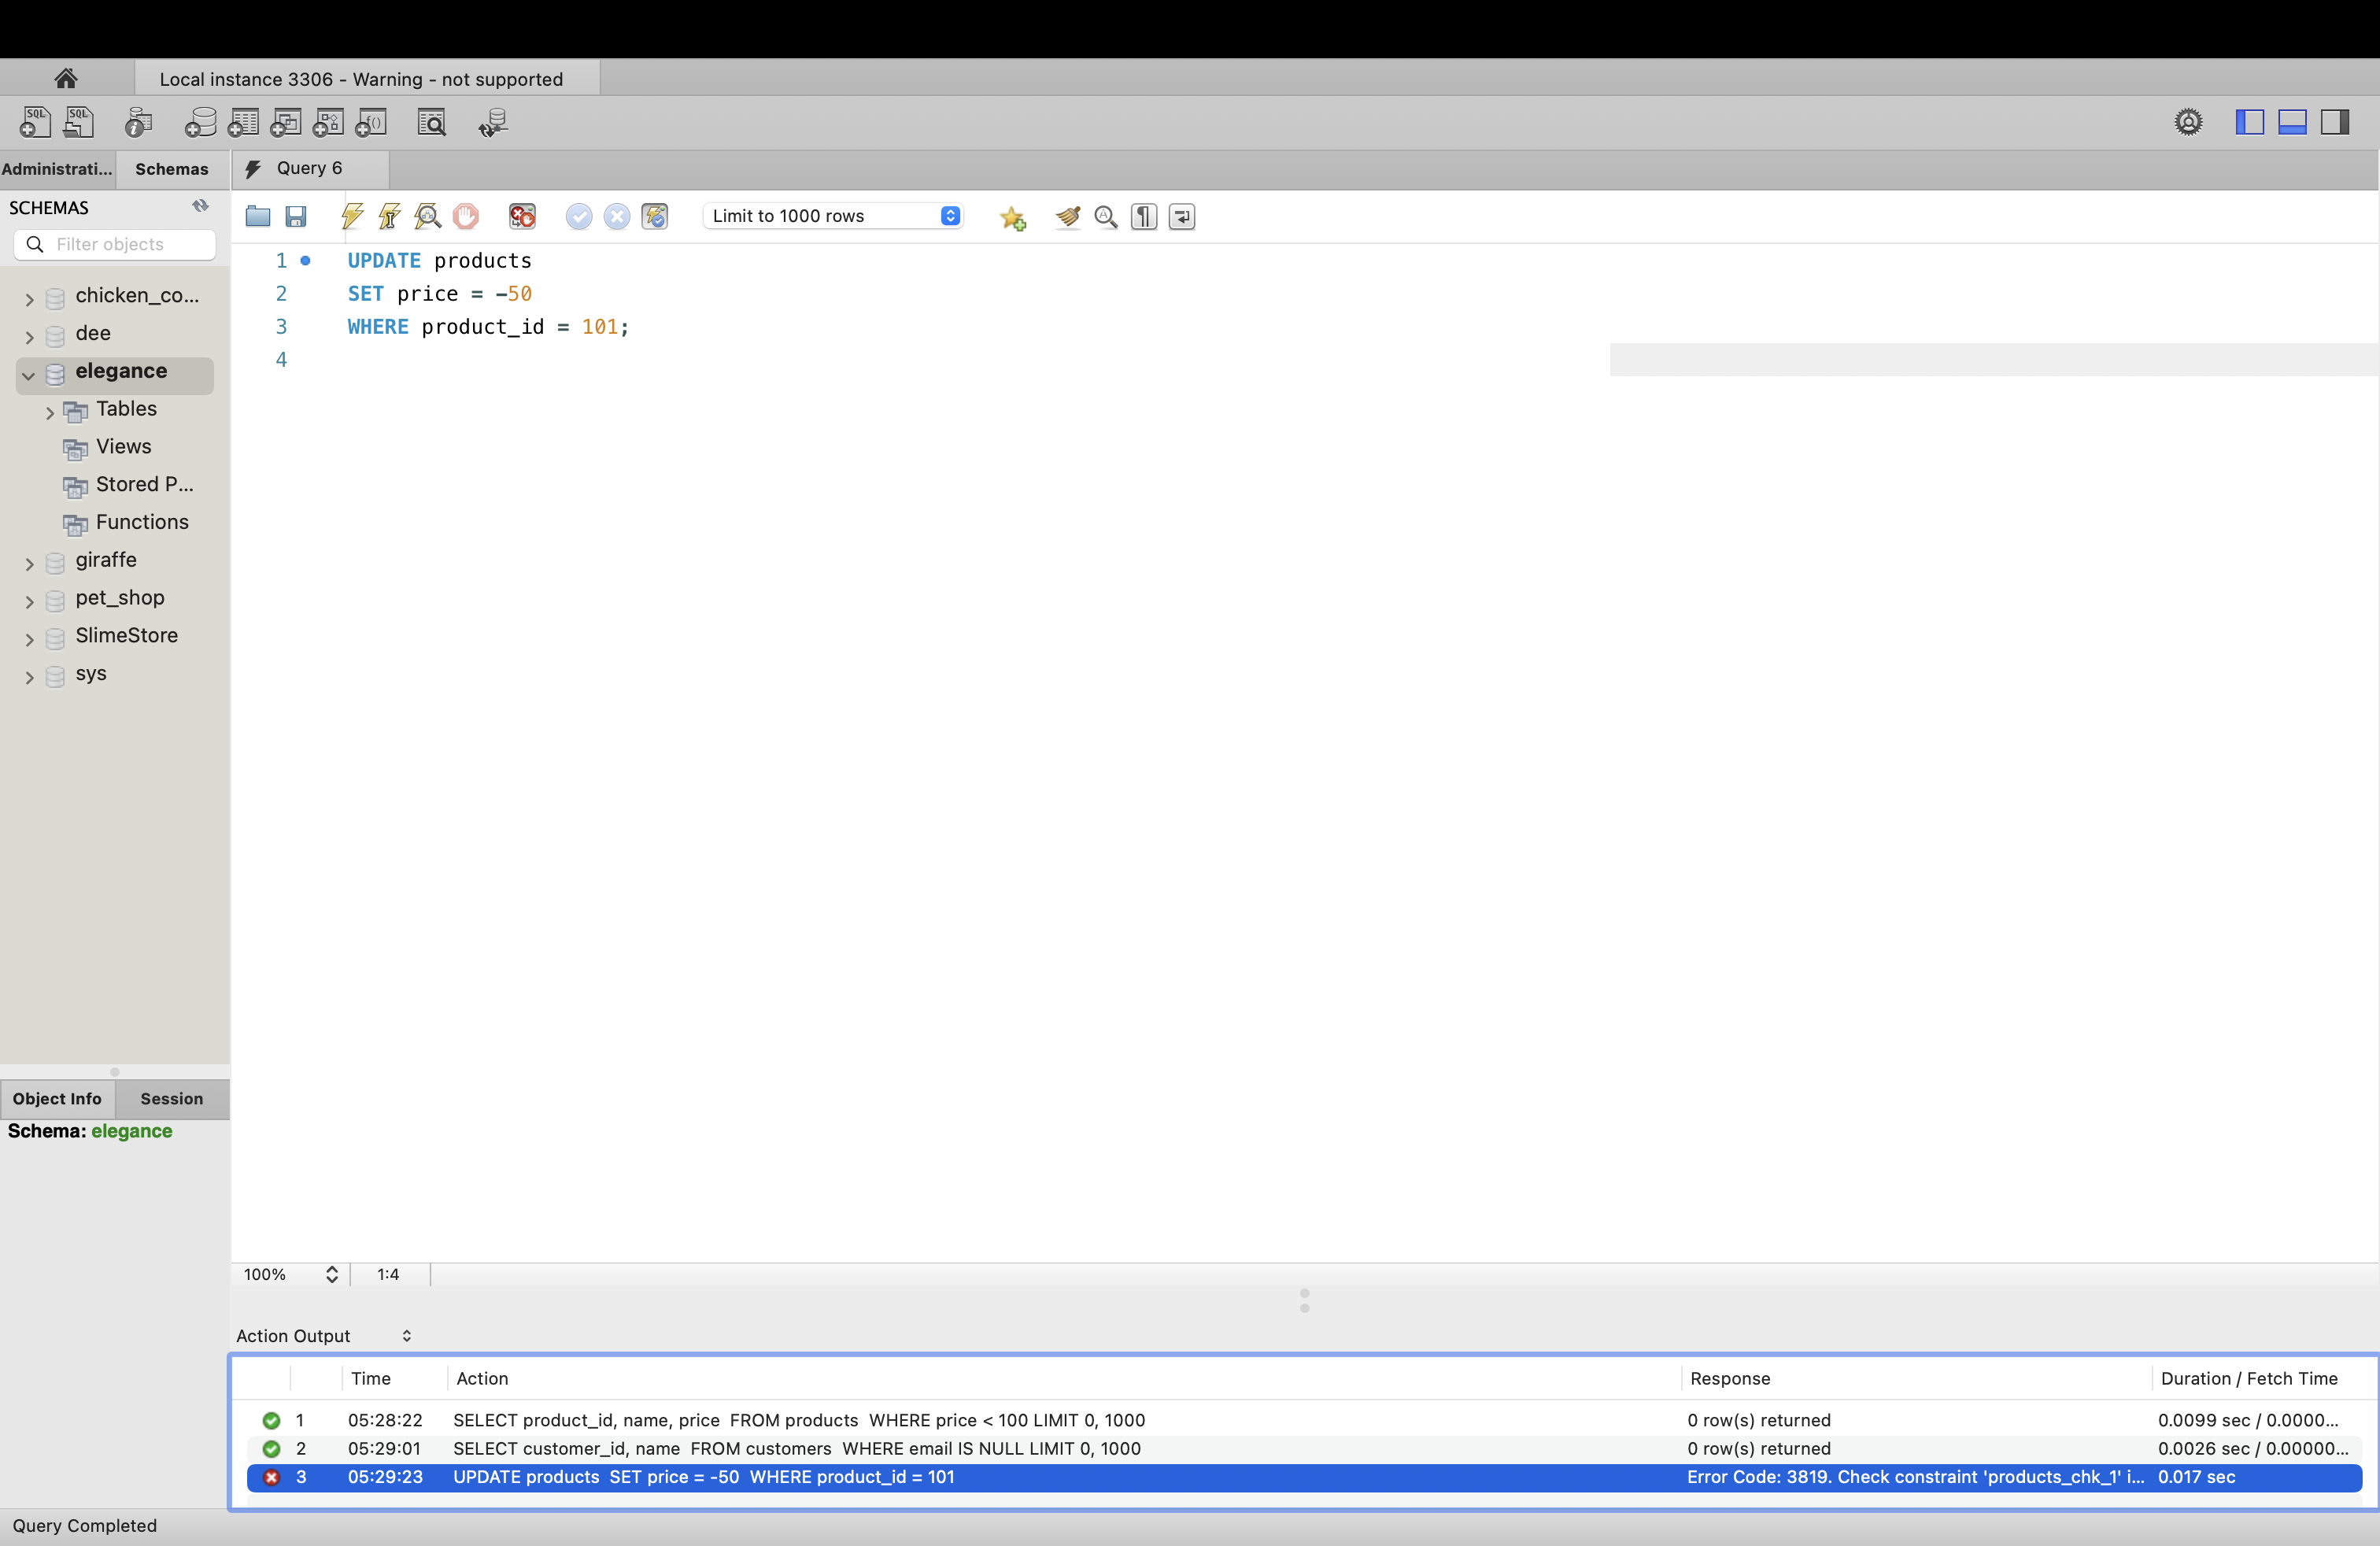 Local instance 3306 - Warning - not supported
SQL SQL
Administrati... Schemas
Query 6
SCHEMAS
Filter objects
Limit to 1000 rows
1 UPDATE products
2 SET price = -50
3 WHERE product_id = 101;
4
chicken_co...
dee
elegance
Tables
Views
Stored P...
Functions
giraffe
pet_shop
SlimeStore
sys
Object Info Session
Schema: elegance
100% 1:4
Action Output
Time Action Response Duration / Fetch Time
1 05:28:22 SELECT product_id, name, price  FROM products  WHERE price < 100 LIMIT 0, 1000 0 row(s) returned 0.0099 sec / 0.0000...
2 05:29:01 SELECT customer_id, name  FROM customers  WHERE email IS NULL LIMIT 0, 1000 0 row(s) returned 0.0026 sec / 0.00000...
3 05:29:23 UPDATE products  SET price = -50  WHERE product_id = 101 Error Code: 3819. Check constraint 'products_chk_1' i... 0.017 sec
Query Completed